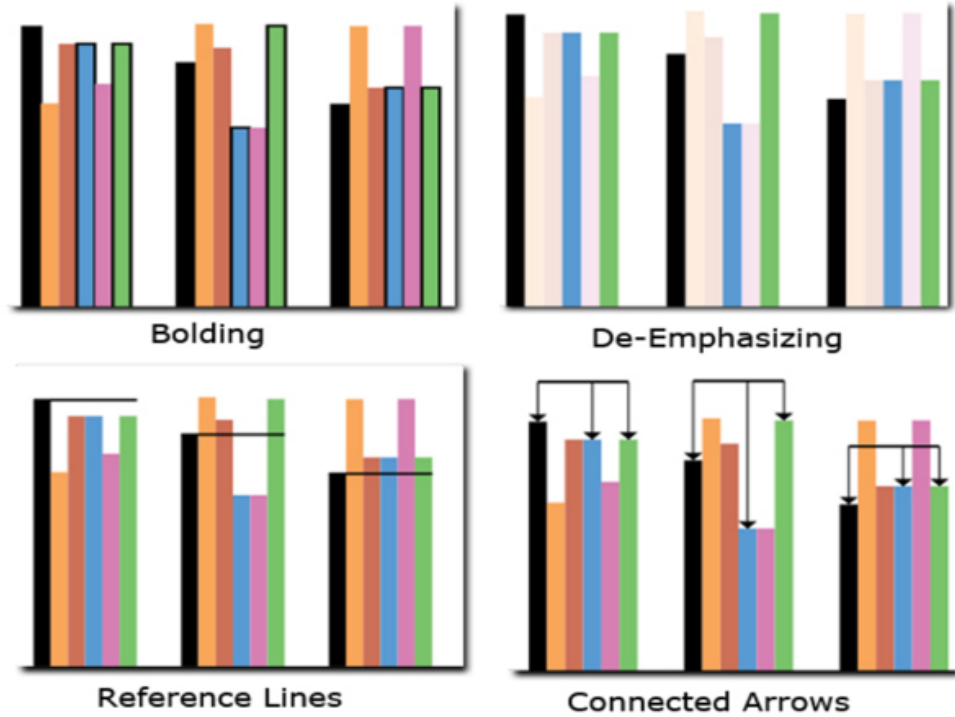 Bolding
De-Emphasizing
Reference Lines
Connected Arrows